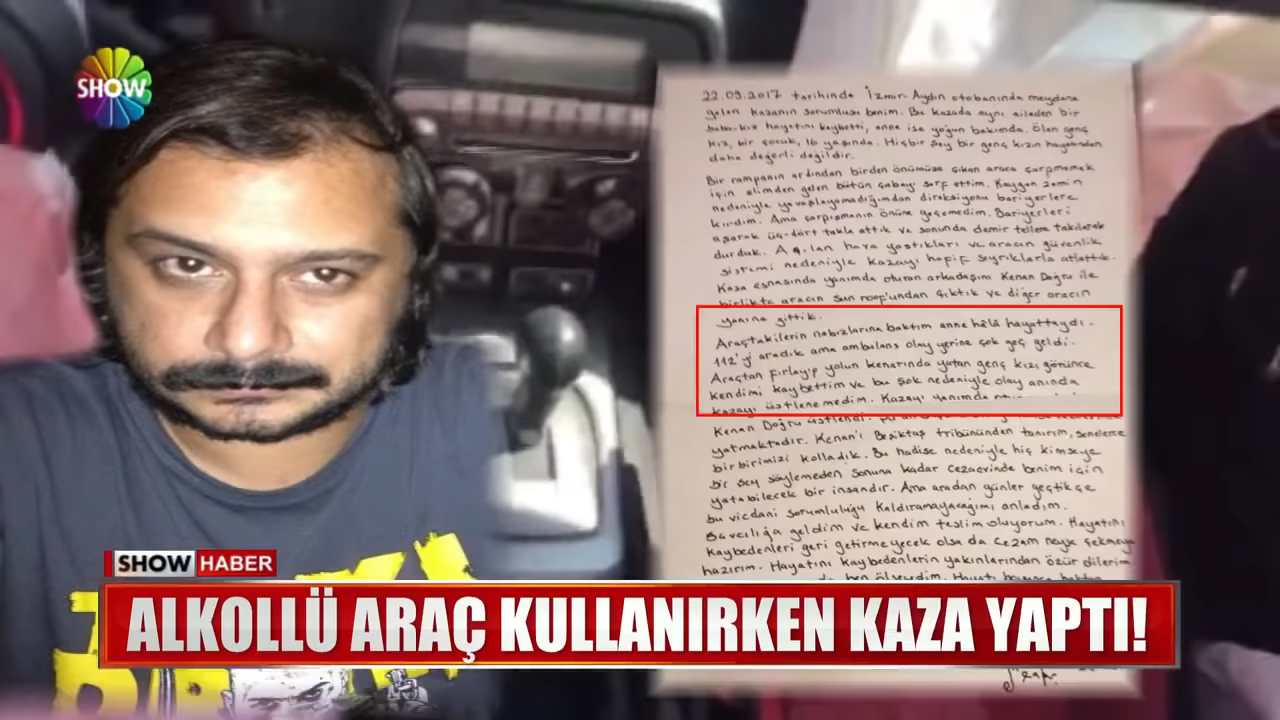 SHOW
22.09.2017 tarihinde İzmir-Aydın otobanında meydana
gelen kazanın sorumlusu benim. Bu kazada aynı aileden bir
baba-kız hayatını kaybetti, anne ise yoğun bakımda. Ölen genç
kız, bir çocuk, 16 yaşında. Hiçbir şey bir genç kızın hayatından
daha değerli değildir.
Bir rampanın ardından birden önümüze çıkan araca çarpmamak
için elimden gelen bütün çabayı sarf ettim. Kaygan zemin
nedeniyle yavaşlayamadığımdan direksiyonu bariyerlere
kırdım. Ama çarpışmanın önüne geçemedim. Bariyerleri
aşarak üç-dört takla attık ve sonunda demir tellere takılarak
durduk. Açılan hava yastıkları ve aracın güvenlik
sistemi nedeniyle kazayı hafif sıyrıklarla atlattık.
Kaza esnasında yanımda oturan arkadaşım Kenan Doğru ile
birlikte aracın sun roof'undan çıktık ve diğer aracın
yanına gittik.
Araçtakilerin nabızlarına baktım anne hâlâ hayattaydı.
112'yi aradık ama ambulans olay yerine çok geç geldi.
Araçtan fırlayıp yolun kenarında yatan genç kızı görünce
kendimi kaybettim ve bu şok nedeniyle olay anında
kazayı üstlenemedim. Kazayı yanımda
Kenan Doğru üstlendi.
yatmaktadır. Kenan'ı Beşiktaş tribününden tanırım, senelerce
birbirimizi kolladık. Bu hadise nedeniyle hiç kimseye
bir şey söylemeden sonuna kadar cezaevinde benim için
yatabilecek bir insandır. Ama aradan günler geçtikçe
bu vicdani sorumluluğu kaldıramayacağımı anladım.
Savcılığa geldim ve kendim teslim oluyorum. Hayatını
kaybedenleri geri getirmeyecek olsa da cezam neyse çekmeye
hazırım. Hayatını kaybedenlerin yakınlarından özür dilerim.
ben ölseydim. Hayat boyunca
SHOW HABER
ALKOLLÜ ARAÇ KULLANIRKEN KAZA YAPTI!